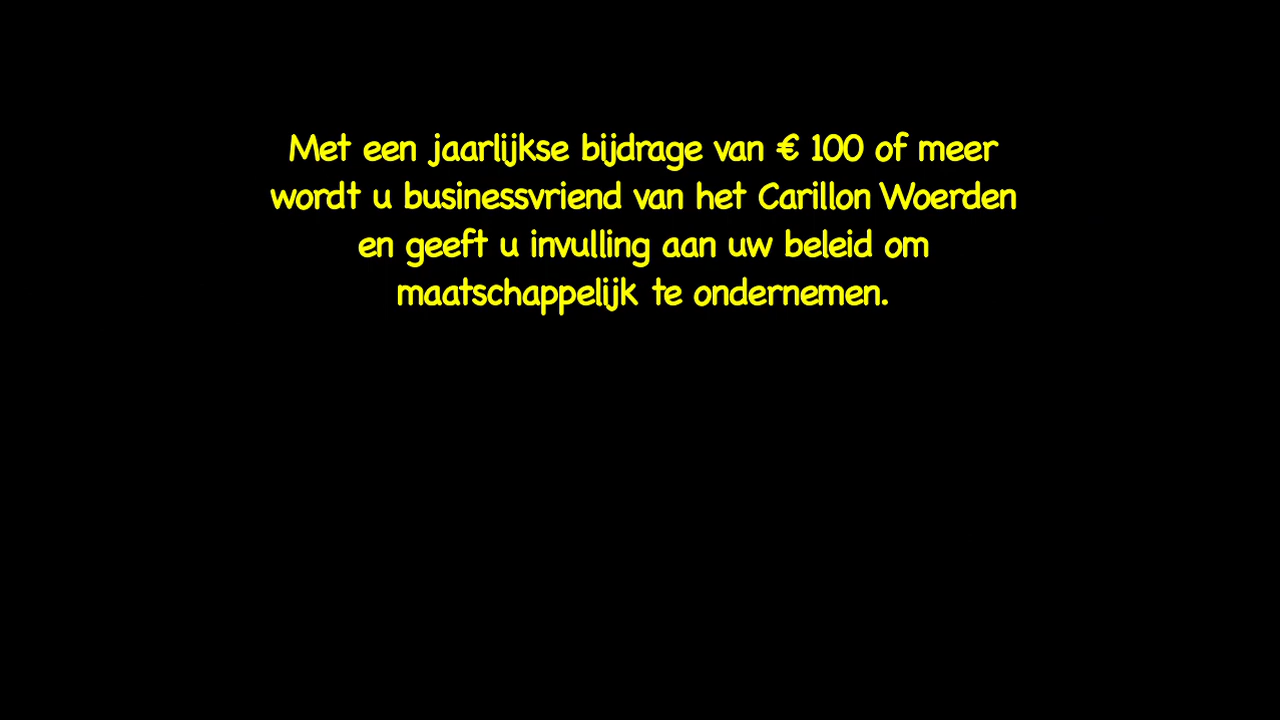 Met een jaarlijkse bijdrage van € 100 of meer
wordt u businessvriend van het Carillon Woerden
en geeft u invulling aan uw beleid om
maatschappelijk te ondernemen.